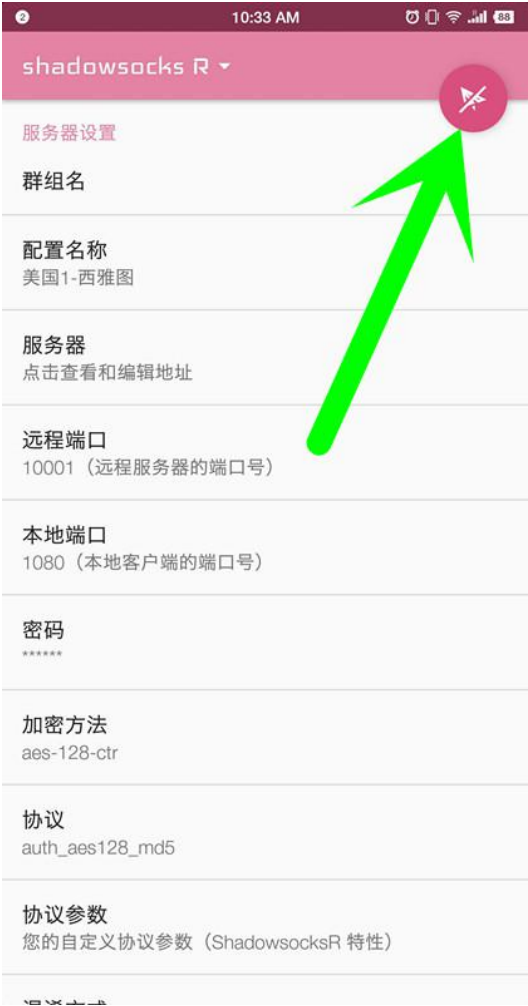 2
10:33 AM
88
shadowsocks R
服务器设置
群组名
配置名称
美国1-西雅图
服务器
点击查看和编辑地址
远程端口
10001（远程服务器的端口号）
本地端口
1080（本地客户端的端口号）
密码
******
加密方法
aes-128-ctr
协议
auth_aes128_md5
协议参数
您的自定义协议参数（ShadowsocksR 特性）